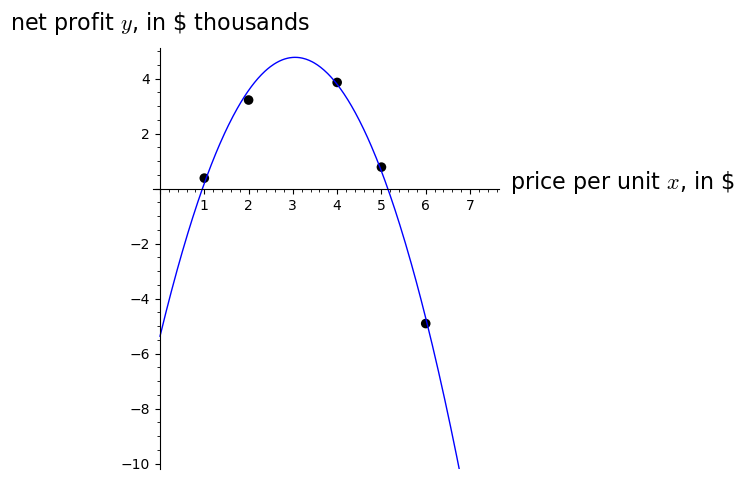 net profit y, in $ thousands
4
2
price per unit x, in $
1 2 3 4 5 6 7
−2
−4
−6
−8
−10